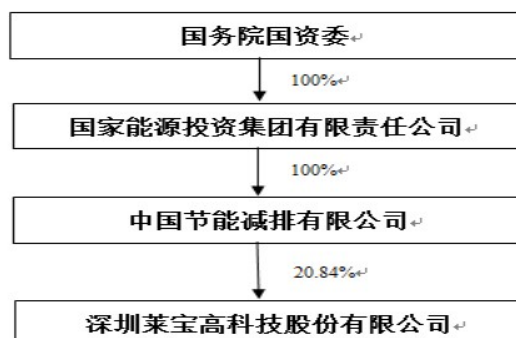 国务院国资委
100%
国家能源投资集团有限责任公司
100%
中国节能减排有限公司
20.84%
深圳莱宝高科技股份有限公司